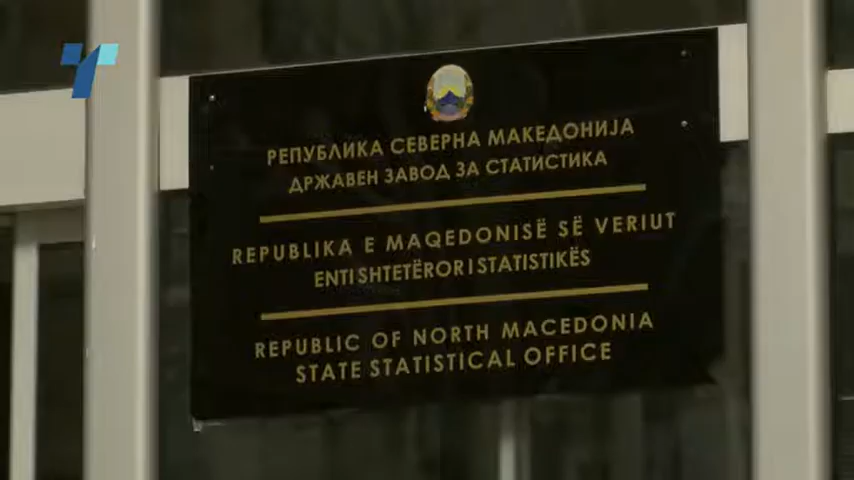 РЕПУБЛИКА СЕВЕРНА МАКЕДОНИЈА
ДРЖАВЕН ЗАВОД ЗА СТАТИСТИКА
REPUBLIKA E MAQEDONISË SË VERIUT
ENTI SHTETËROR I STATISTIKËS
REPUBLIC OF NORTH MACEDONIA
STATE STATISTICAL OFFICE